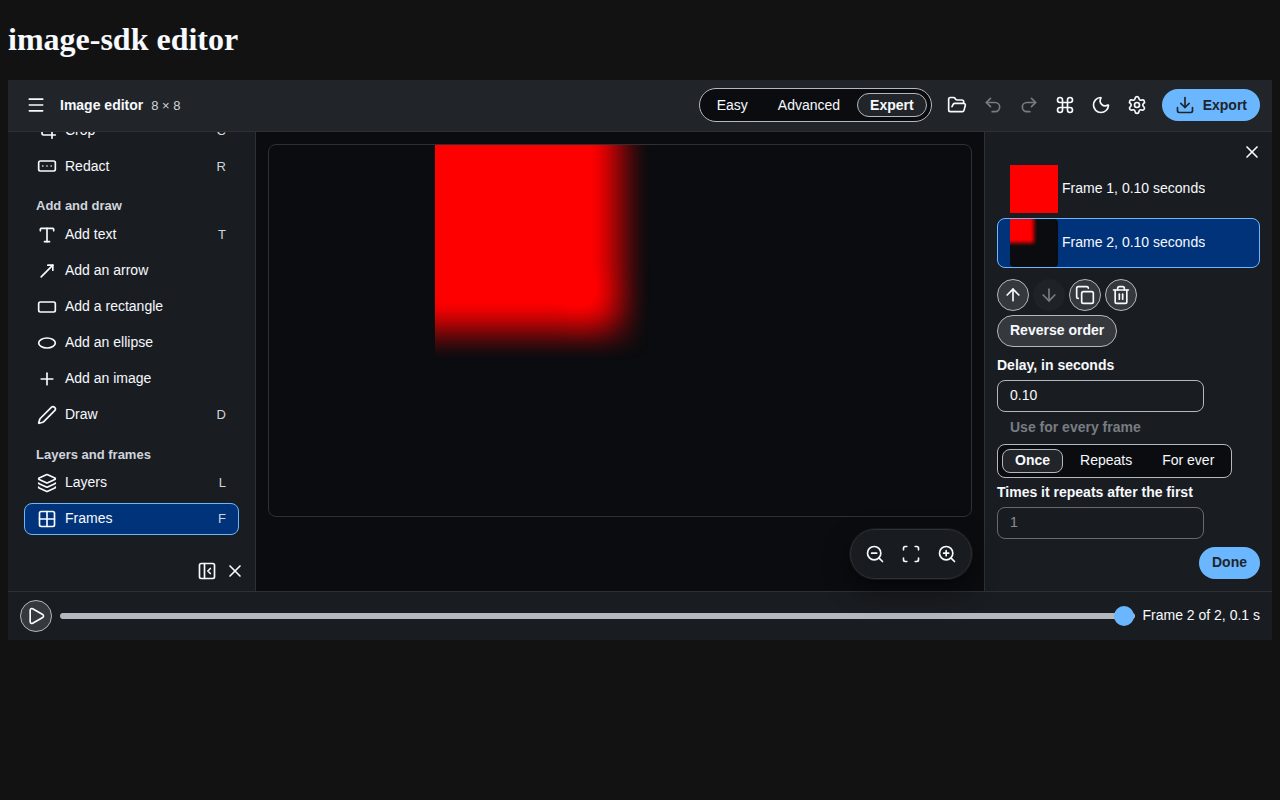 image-sdk editor
Image editor 8 × 8
Easy Advanced Expert
Export
Crop C
Redact R
Add and draw
Add text T
Add an arrow
Add a rectangle
Add an ellipse
Add an image
Draw D
Layers and frames
Layers L
Frames F
Frame 1, 0.10 seconds
Frame 2, 0.10 seconds
Reverse order
Delay, in seconds
0.10
Use for every frame
Once Repeats For ever
Times it repeats after the first
1
Done
Frame 2 of 2, 0.1 s